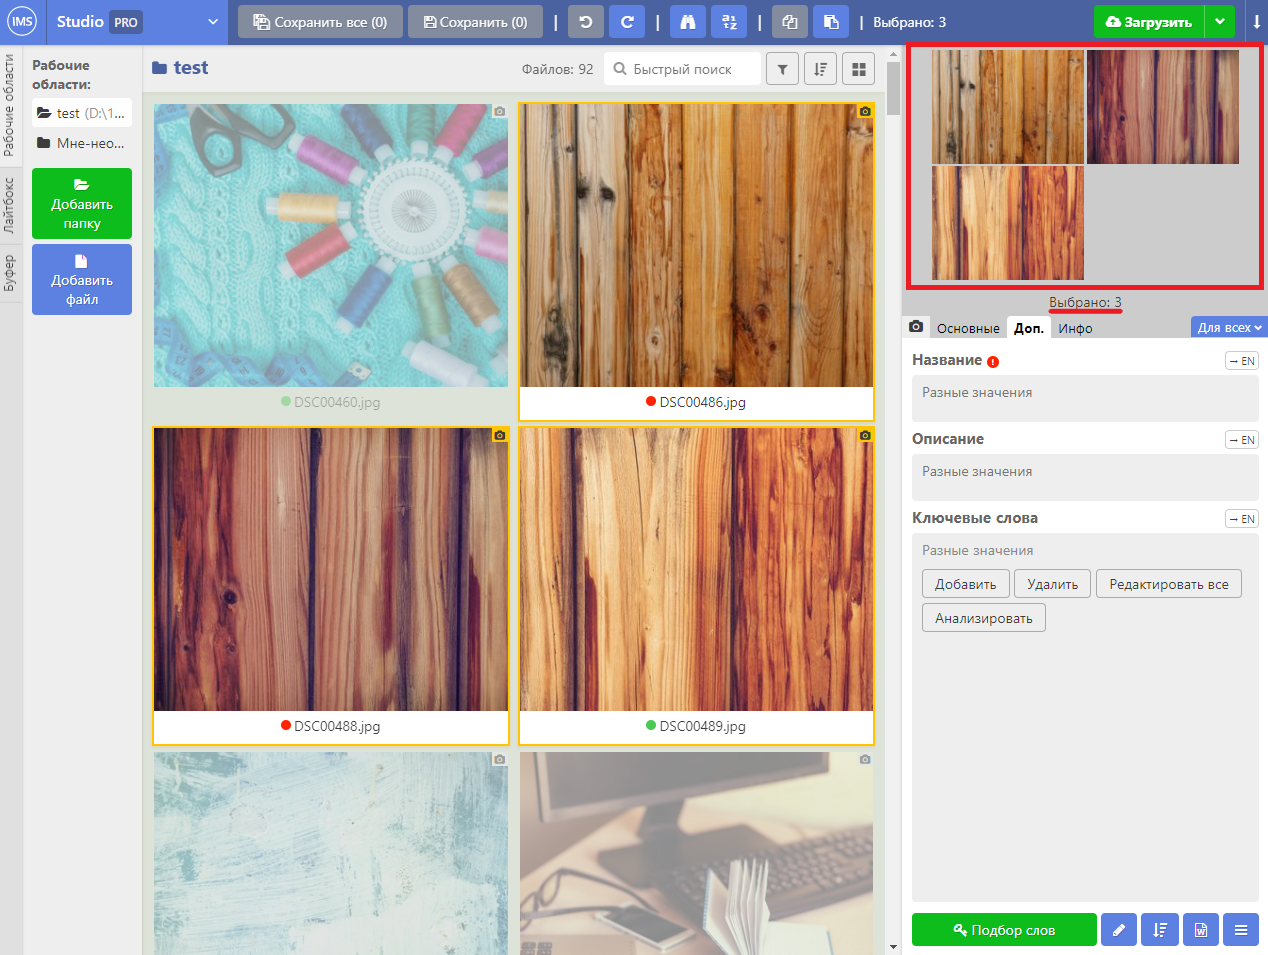 IMS
Studio PRO
Сохранить все (0)
Сохранить (0)
Выбрано: 3
Загрузить
Рабочие области
Лайтбокс
Буфер
Рабочие
области:
test (D:\1...
Мне-нео...
Добавить
папку
Добавить
файл
test
Файлов: 92
Быстрый поиск
DSC00460.jpg
DSC00486.jpg
DSC00488.jpg
DSC00489.jpg
Выбрано: 3
Основные
Доп.
Инфо
Для всех
Название
→ EN
Разные значения
Описание
→ EN
Разные значения
Ключевые слова
→ EN
Разные значения
Добавить
Удалить
Редактировать все
Анализировать
Подбор слов